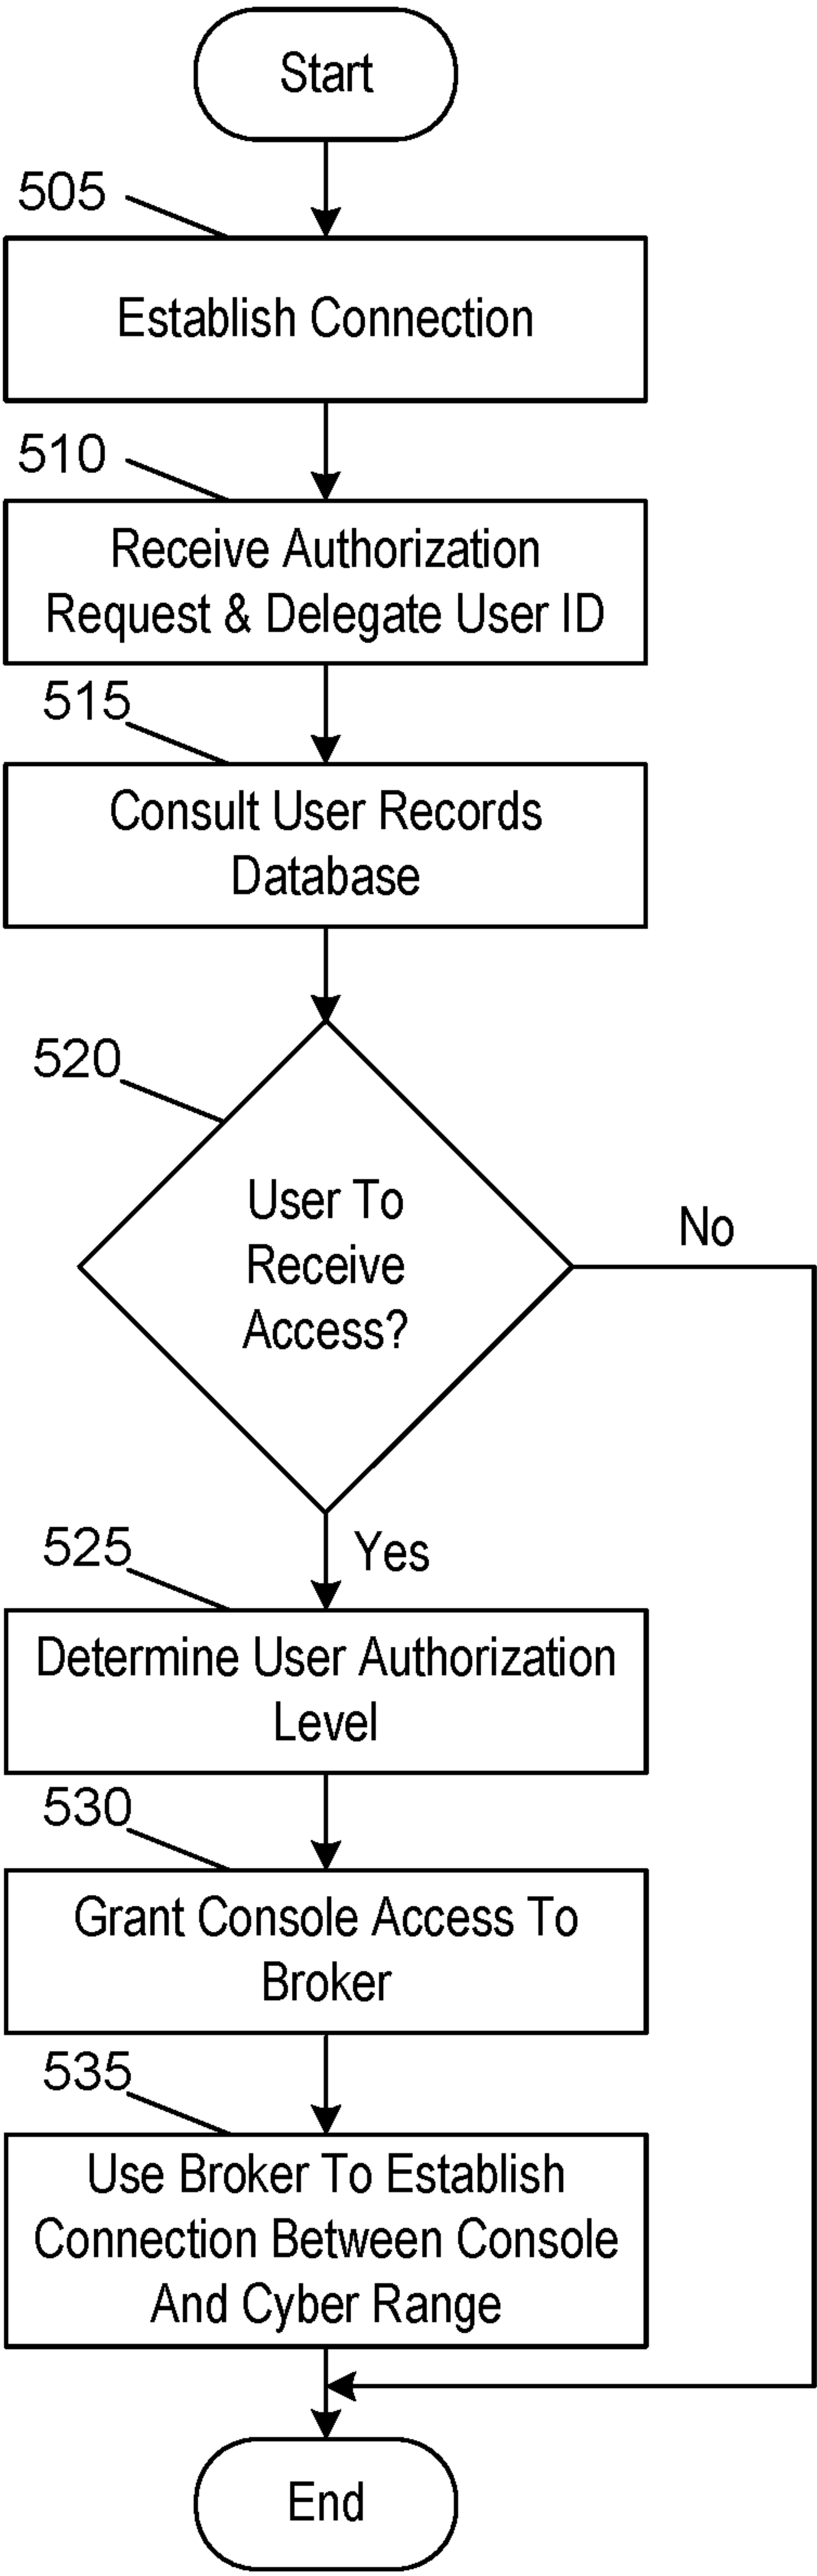 Start
505
Establish Connection
510
Receive Authorization
Request & Delegate User ID
515
Consult User Records
Database
520
User To
Receive
Access?
No
Yes
525
Determine User Authorization
Level
530
Grant Console Access To
Broker
535
Use Broker To Establish
Connection Between Console
And Cyber Range
End